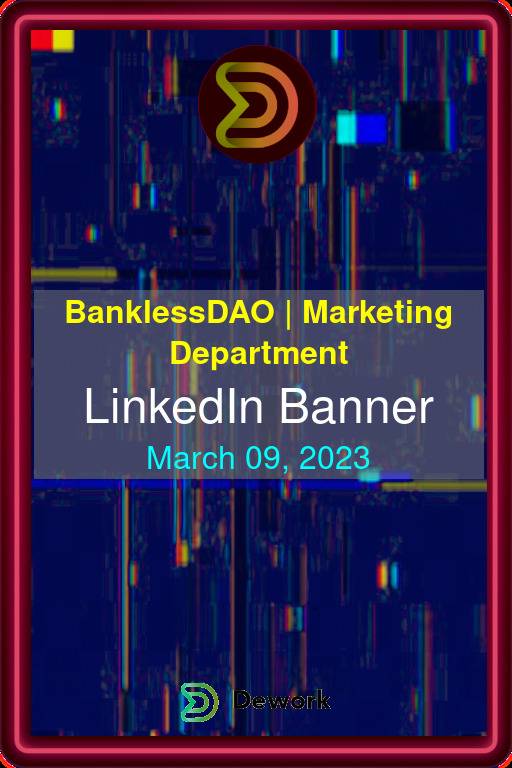 BanklessDAO | Marketing
Department
LinkedIn Banner
March 09, 2023
Dework